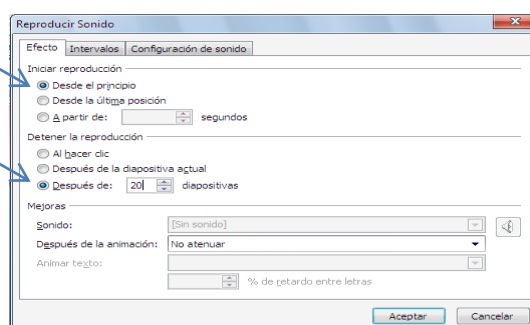 Reproducir Sonido
Efecto Intervalos Configuración de sonido
Iniciar reproducción
Desde el principio
Desde la última posición
A partir de: segundos
Detener la reproducción
Al hacer clic
Después de la diapositiva actual
Después de: 20 diapositivas
Mejoras
Sonido: [Sin sonido]
Después de la animación: No atenuar
Animar texto:
% de retardo entre letras
Aceptar Cancelar